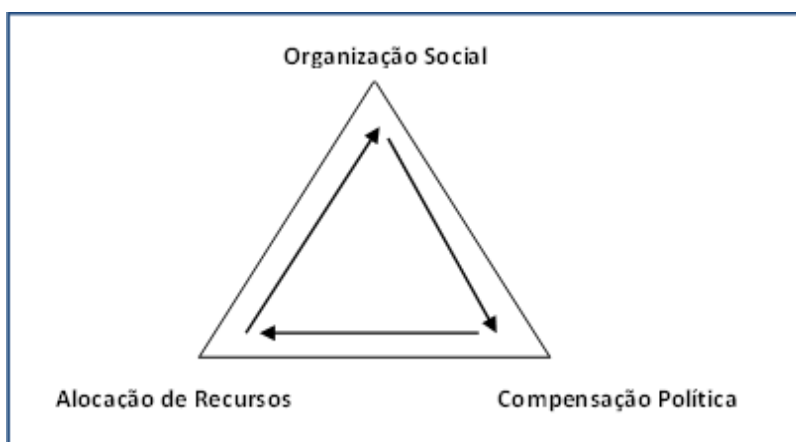 Organização Social
Alocação de Recursos
Compensação Política